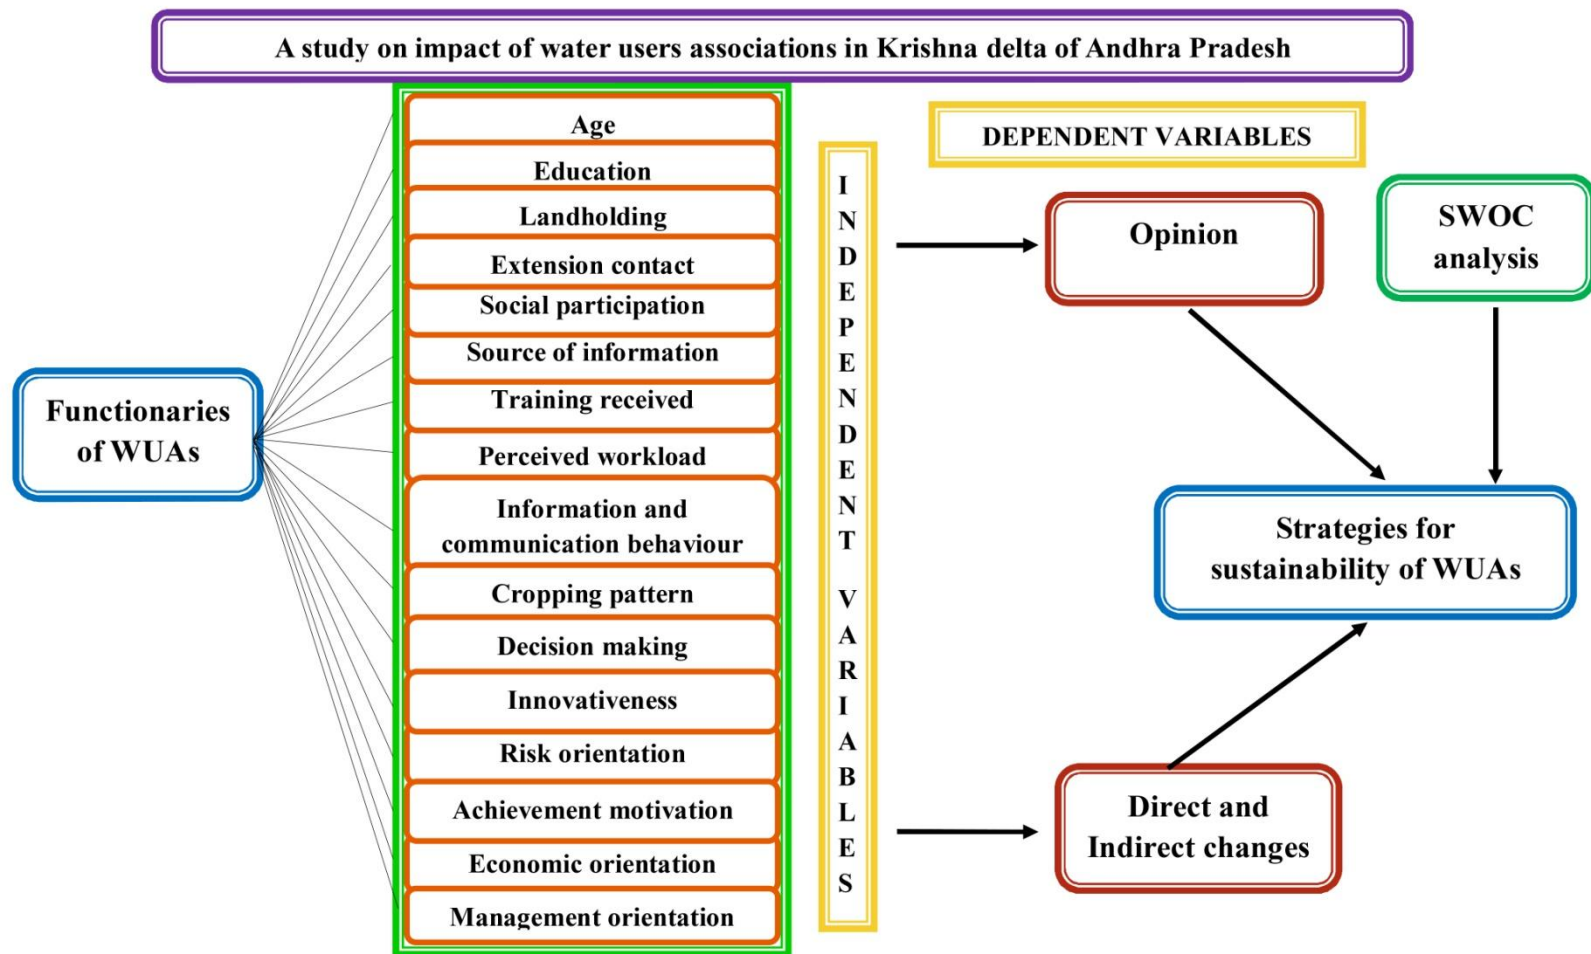 A study on impact of water users associations in Krishna delta of Andhra Pradesh
Functionaries
of WUAs
Age
Education
Landholding
Extension contact
Social participation
Source of information
Training received
Perceived workload
Information and
communication behaviour
Cropping pattern
Decision making
Innovativeness
Risk orientation
Achievement motivation
Economic orientation
Management orientation
INDEPENDENT VARIABLES
DEPENDENT VARIABLES
Opinion
SWOC
analysis
Strategies for
sustainability of WUAs
Direct and
Indirect changes